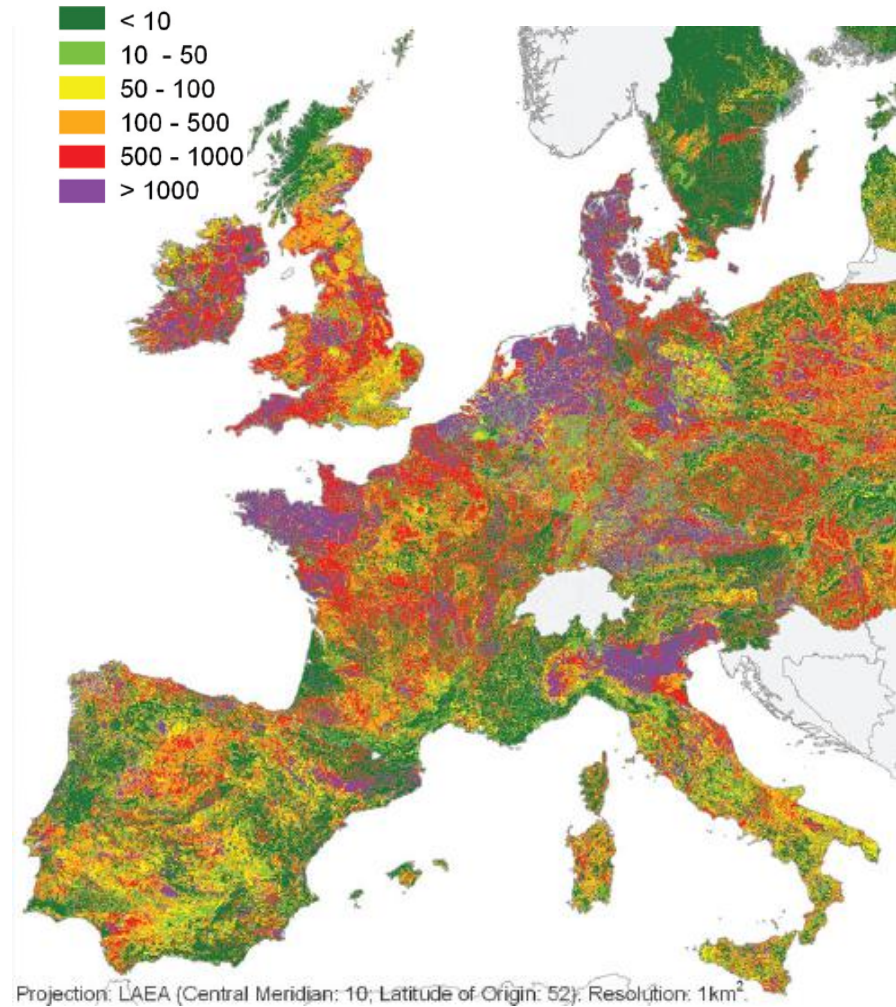 < 10
10 - 50
50 - 100
100 - 500
500 - 1000
> 1000
Projection: LAEA (Central Meridian: 10; Latitude of Origin: 52). Resolution: 1km²